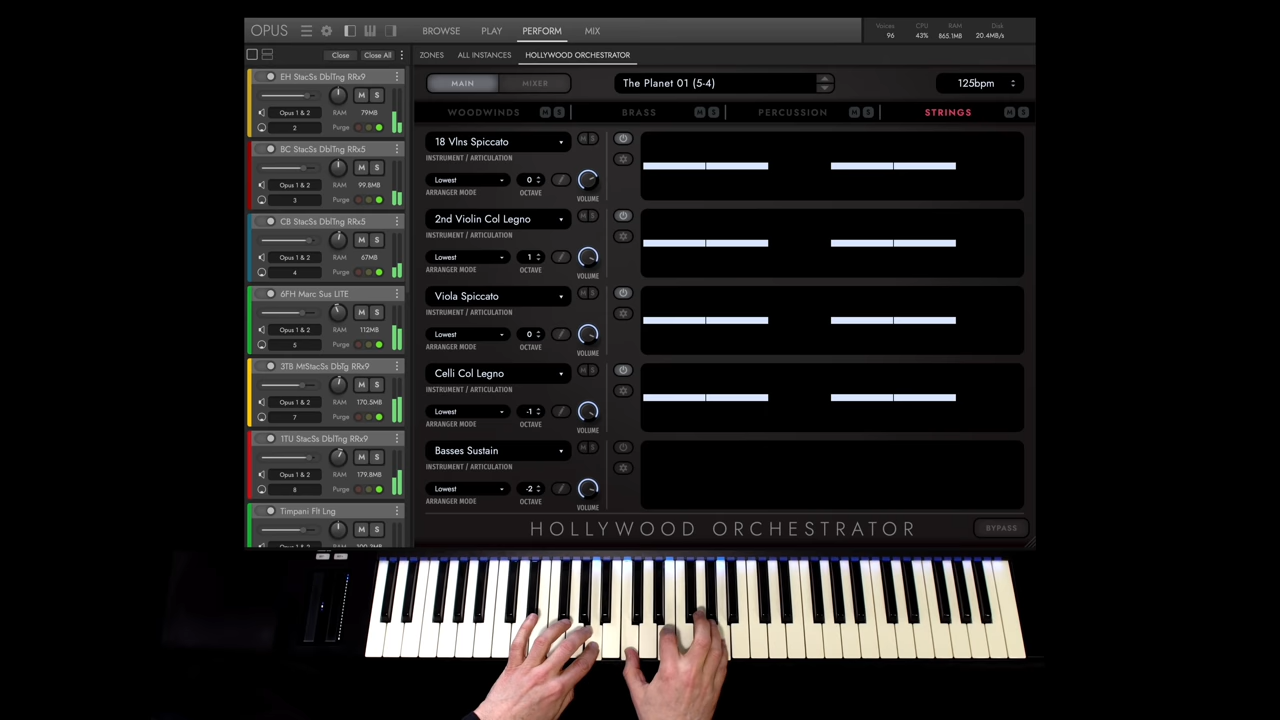 OPUS BROWSE PLAY PERFORM MIX Voices CPU RAM Disk
96 43% 865.1MB 20.4MB/s
Close Close All ZONES ALL INSTANCES HOLLYWOOD ORCHESTRATOR
MAIN MIXER The Planet 01 (5-4) 125bpm
WOODWINDS M S BRASS M S PERCUSSION M S STRINGS M S
EH StacSs DblTng RRx9
M S
Opus 1 & 2 RAM 79MB
2 Purge
BC StacSs DblTng RRx5
M S
Opus 1 & 2 RAM 99.8MB
3 Purge
CB StacSs DblTng RRx5
M S
Opus 1 & 2 RAM 67MB
4 Purge
6FH Marc Sus LITE
M S
Opus 1 & 2 RAM 112MB
5 Purge
3TB MtStacSs DbTg RRx9
M S
Opus 1 & 2 RAM 170.5MB
7 Purge
1TU StacSs DblTng RRx9
M S
Opus 1 & 2 RAM 179.8MB
8 Purge
Timpani Flt Lng
M S
18 Vlns Spiccato M S
INSTRUMENT / ARTICULATION
Lowest 0
ARRANGER MODE OCTAVE VOLUME
2nd Violin Col Legno M S
INSTRUMENT / ARTICULATION
Lowest 1
ARRANGER MODE OCTAVE VOLUME
Viola Spiccato M S
INSTRUMENT / ARTICULATION
Lowest 0
ARRANGER MODE OCTAVE VOLUME
Celli Col Legno M S
INSTRUMENT / ARTICULATION
Lowest -1
ARRANGER MODE OCTAVE VOLUME
Basses Sustain M S
INSTRUMENT / ARTICULATION
Lowest -2
ARRANGER MODE OCTAVE VOLUME
HOLLYWOOD ORCHESTRATOR BYPASS